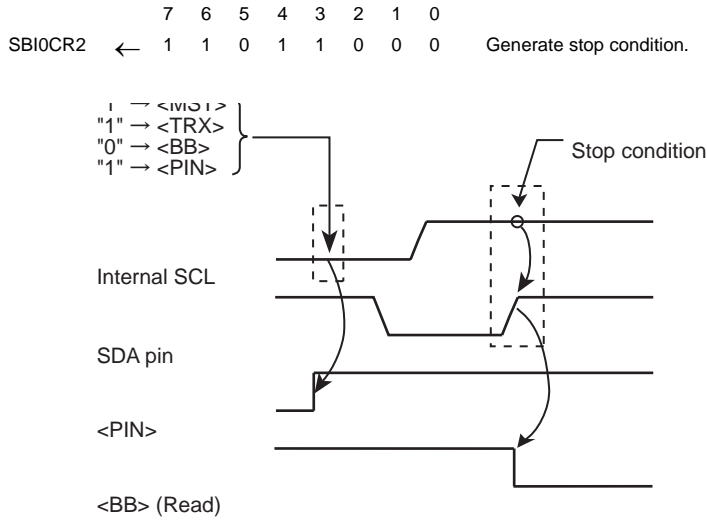 7 6 5 4 3 2 1 0
SBI0CR2 ← 1 1 0 1 1 0 0 0 Generate stop condition.
"1" → <TRX>
"0" → <BB>
"1" → <PIN>
Stop condition
Internal SCL
SDA pin
<PIN>
<BB> (Read)